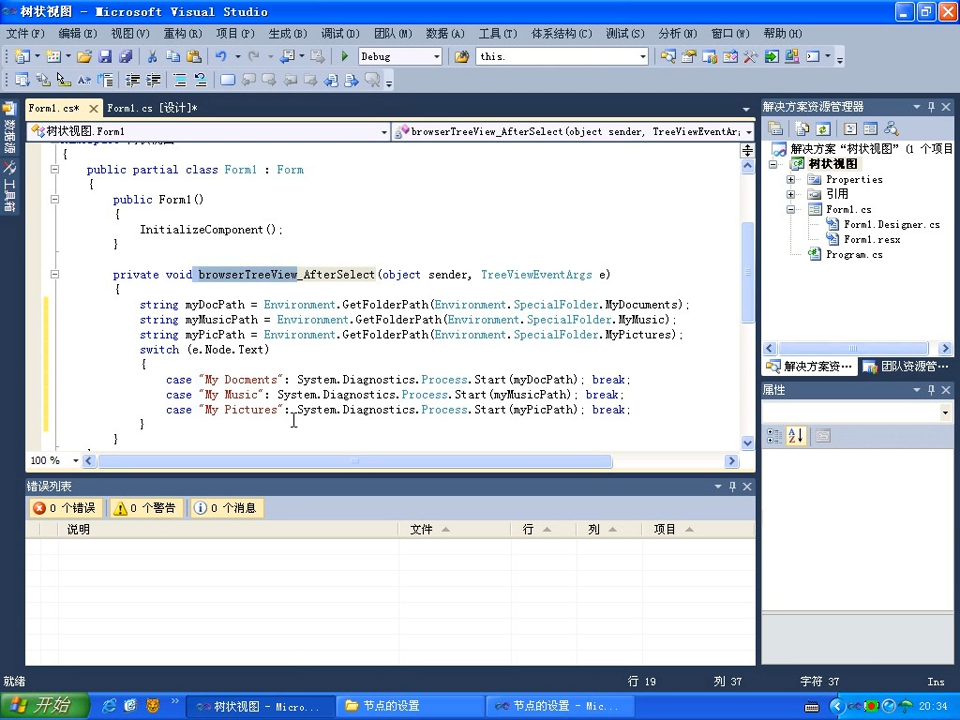 树状视图 - Microsoft Visual Studio
文件(F) 编辑(E) 视图(V) 重构(R) 项目(P) 生成(B) 调试(D) 团队(M) 数据(A) 工具(T) 体系结构(C) 测试(S) 分析(N) 窗口(W) 帮助(H)
Debug this.
Form1.cs* Form1.cs [设计]*
树状视图.Form1 browserTreeView_AfterSelect(object sender, TreeViewEventAr
{
public partial class Form1 : Form
{
public Form1()
{
InitializeComponent();
}
private void browserTreeView_AfterSelect(object sender, TreeViewEventArgs e)
{
string myDocPath = Environment.GetFolderPath(Environment.SpecialFolder.MyDocuments);
string myMusicPath = Environment.GetFolderPath(Environment.SpecialFolder.MyMusic);
string myPicPath = Environment.GetFolderPath(Environment.SpecialFolder.MyPictures);
switch (e.Node.Text)
{
case "My Docments": System.Diagnostics.Process.Start(myDocPath); break;
case "My Music": System.Diagnostics.Process.Start(myMusicPath); break;
case "My Pictures": System.Diagnostics.Process.Start(myPicPath); break;
}
}
100 %
数据源
工具箱
错误列表
0 个错误 0 个警告 0 个消息
说明 文件 行 列 项目
解决方案资源管理器
解决方案“树状视图”(1 个项目
树状视图
Properties
引用
Form1.cs
Form1.Designer.cs
Form1.resx
Program.cs
解决方案资… 团队资源管…
属性
就绪 行 19 列 37 字符 37 Ins
开始 树状视图 - Micro... 节点的设置 节点的设置 - Mic... 20:34